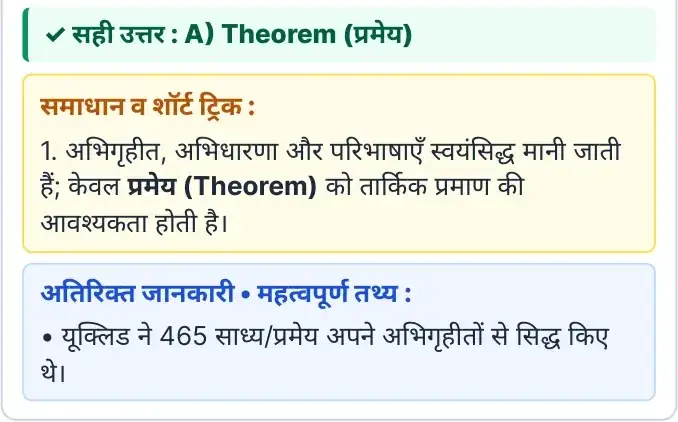 ✓ सही उत्तर : A) Theorem (प्रमेय)
समाधान व शॉर्ट ट्रिक :
1. अभिगृहीत, अभिधारणा और परिभाषाएँ स्वयंसिद्ध मानी जाती
हैं; केवल प्रमेय (Theorem) को तार्किक प्रमाण की
आवश्यकता होती है।
अतिरिक्त जानकारी • महत्वपूर्ण तथ्य :
• यूक्लिड ने 465 साध्य/प्रमेय अपने अभिगृहीतों से सिद्ध किए
थे।